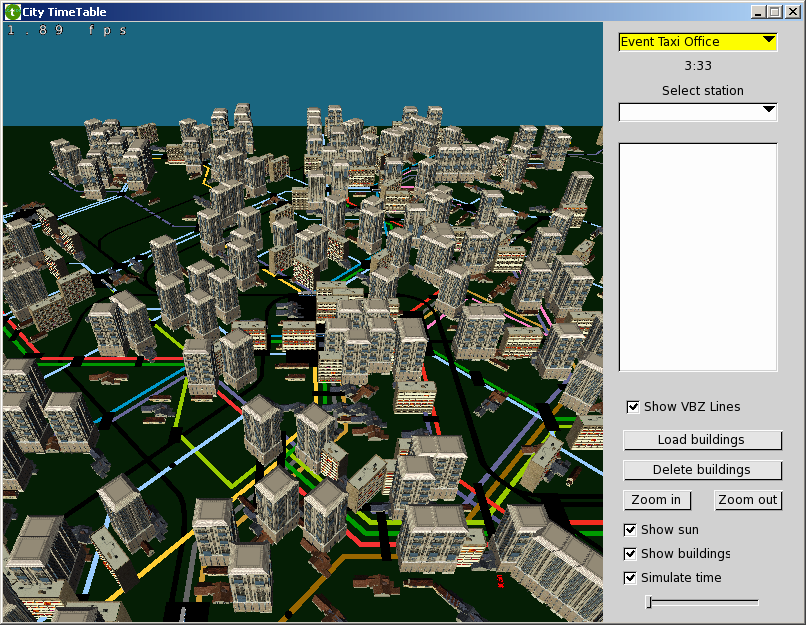 City TimeTable
1.89 fps
Event Taxi Office
3:33
Select station
Show VBZ Lines
Load buildings
Delete buildings
Zoom in Zoom out
Show sun
Show buildings
Simulate time